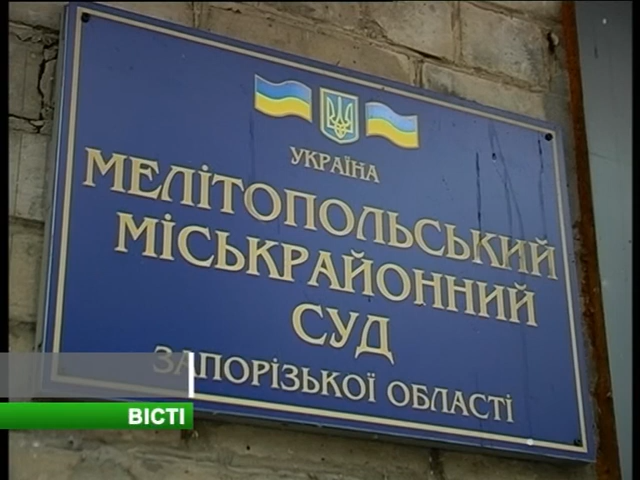 УКРАЇНА
МЕЛІТОПОЛЬСЬКИЙ
МІСЬКРАЙОННИЙ
СУД
ЗАПОРІЗЬКОЇ ОБЛАСТІ
ВІСТІ